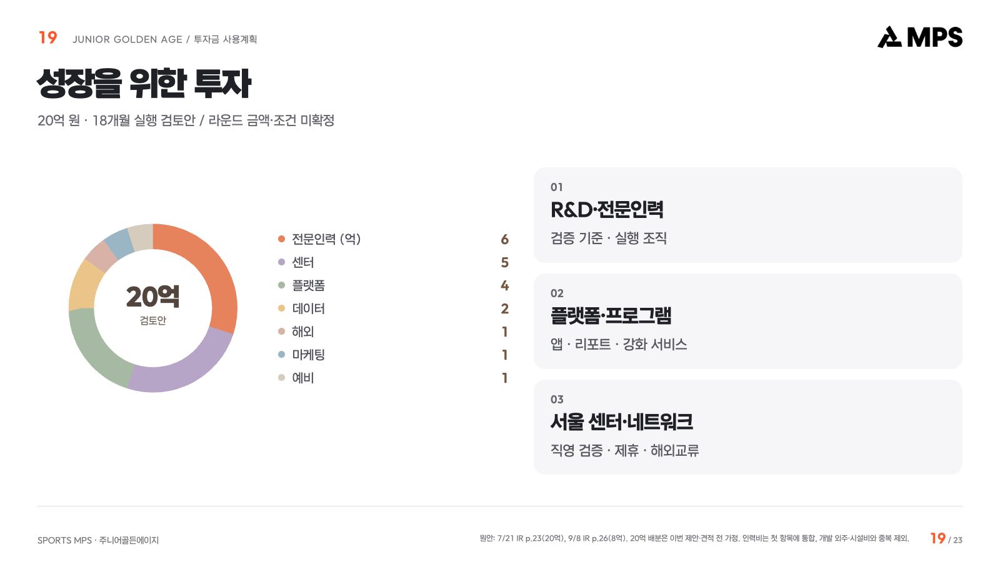 19 JUNIOR GOLDEN AGE / 투자금 사용계획
MPS
성장을 위한 투자
20억 원 · 18개월 실행 검토안 / 라운드 금액·조건 미확정
20억
검토안
전문인력 (억) 6
센터 5
플랫폼 4
데이터 2
해외 1
마케팅 1
예비 1
01
R&D·전문인력
검증 기준 · 실행 조직
02
플랫폼·프로그램
앱 · 리포트 · 강화 서비스
03
서울 센터·네트워크
직영 검증 · 제휴 · 해외교류
SPORTS MPS · 주니어골든에이지
원안: 7/21 IR p.23(20억), 9/8 IR p.26(8억). 20억 배분은 이번 제안·견적 전 가정. 인력비는 첫 항목에 통합, 개발 외주·시설비와 중복 제외.
19 / 23